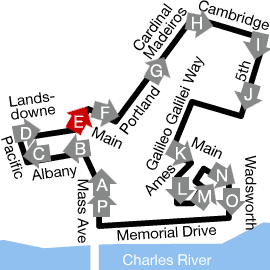 Cambridge
Cardinal
Medeiros
H
I
5th
J
G
Galileo Galilei Way
Portland
Lands-
downe
E
F
Main
D
C
B
Pacific
Albany
K
Main
Ames
L
M
N
O
Wadsworth
A
P
Mass Ave
Memorial Drive
Charles River